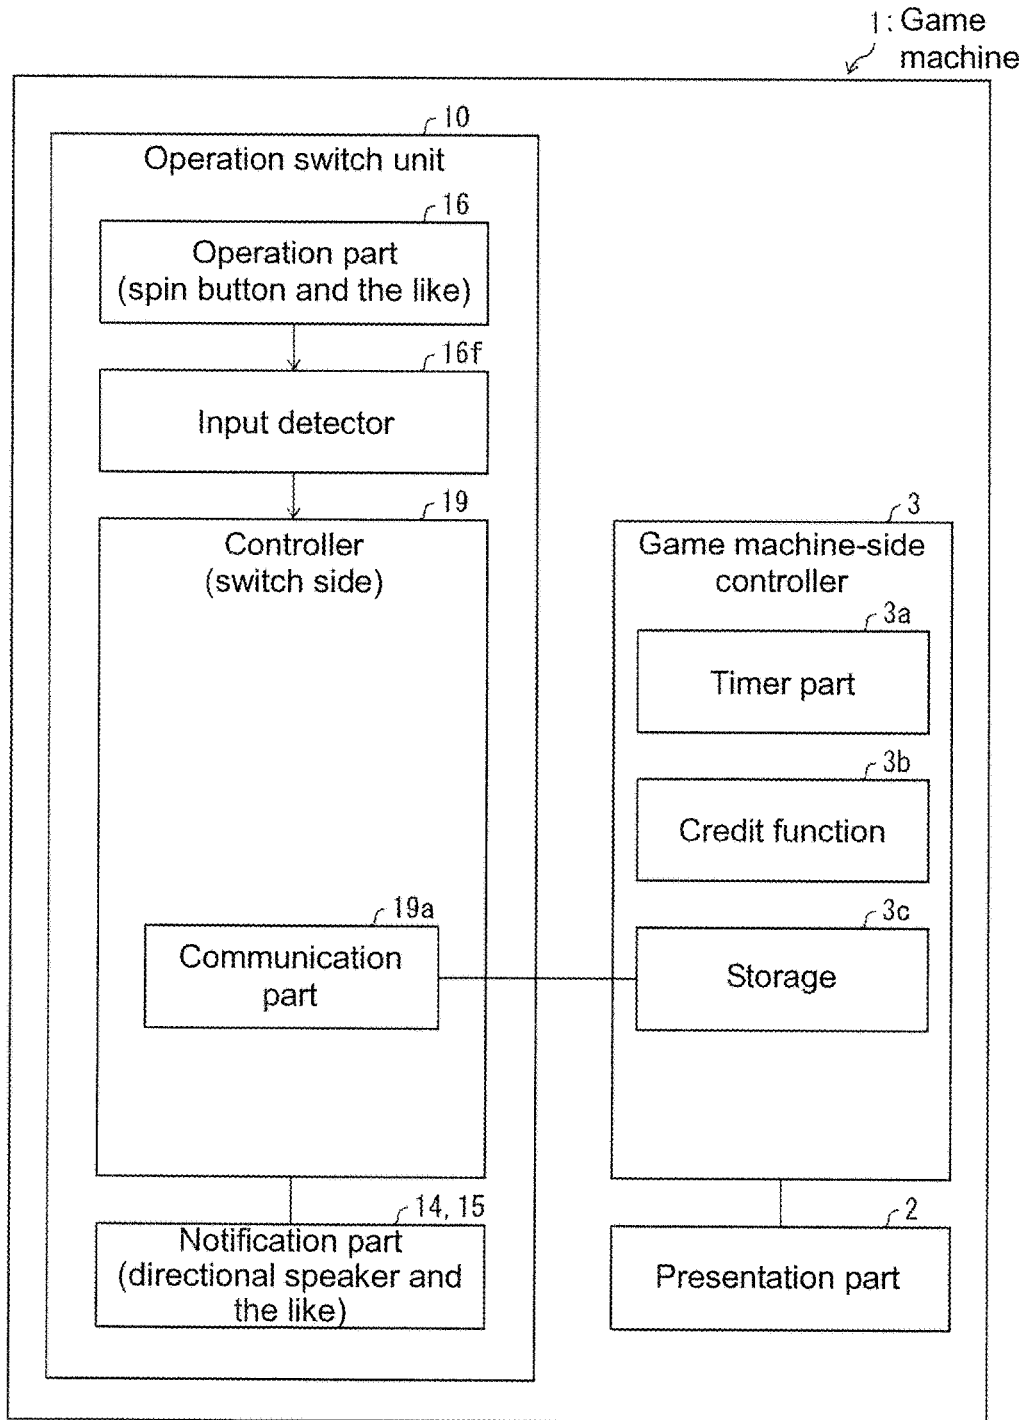 1: Game
machine
10
Operation switch unit
16
Operation part
(spin button and the like)
16f
Input detector
19
Controller
(switch side)
19a
Communication
part
14, 15
Notification part
(directional speaker and
the like)
3
Game machine-side
controller
3a
Timer part
3b
Credit function
3c
Storage
2
Presentation part